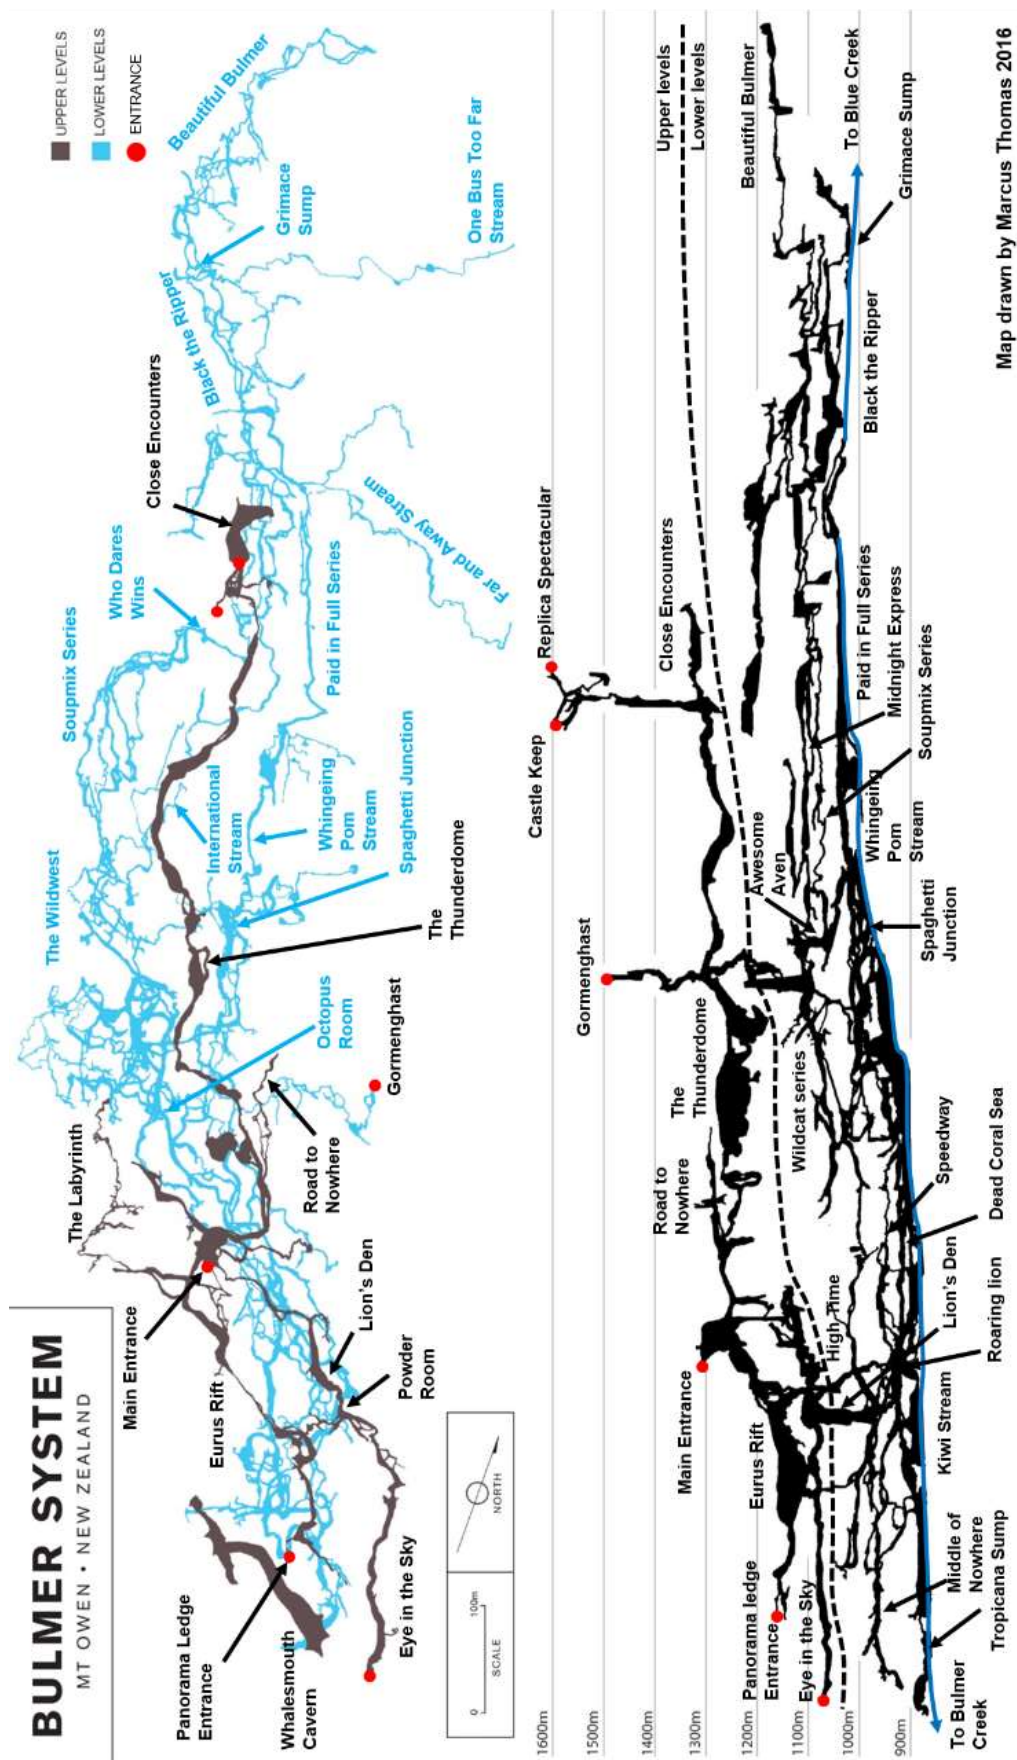 BULMER SYSTEM
MT OWEN • NEW ZEALAND
UPPER LEVELS
LOWER LEVELS
ENTRANCE
Beautiful Bulmer
Grimace
Sump
One Bus Too Far
Stream
Black the Ripper
Close Encounters
Far and Away Stream
Who Dares
Wins
Soupmix Series
Paid in Full Series
International
Stream
Whingeing
Pom
Stream
Spaghetti Junction
The Wildwest
The
Thunderdome
Octopus
Room
Gormenghast
Road to
Nowhere
The Labyrinth
Main Entrance
Eurus Rift
Lion's Den
Powder
Room
Panorama Ledge
Entrance
Whalesmouth
Cavern
Eye in the Sky
0 100m
SCALE
NORTH
1600m
1500m
1400m
1300m
1200m
1100m
1000m
900m
Upper levels
Lower levels
Beautiful Bulmer
To Blue Creek
Grimace Sump
Black the Ripper
Replica Spectacular
Castle Keep
Close Encounters
Paid in Full Series
Midnight Express
Soupmix Series
Whingeing
Pom
Stream
Awesome
Aven
Spaghetti
Junction
Gormenghast
The
Thunderdome
Wildcat series
Road to
Nowhere
Speedway
Dead Coral Sea
Main Entrance
Eurus Rift
High Time
Lion's Den
Roaring lion
Kiwi Stream
Panorama ledge
Entrance
Eye in the Sky
Middle of
Nowhere
Tropicana Sump
To Bulmer
Creek
Map drawn by Marcus Thomas 2016